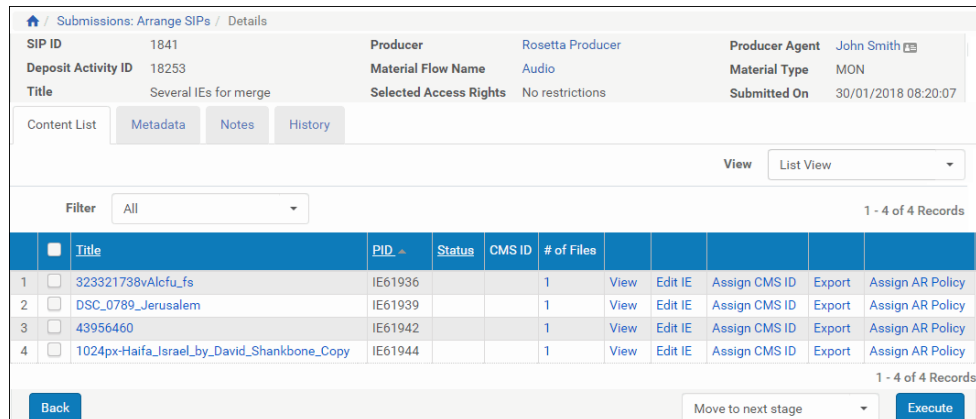 / Submissions: Arrange SIPs / Details
SIP ID 1841 Producer Rosetta Producer Producer Agent John Smith
Deposit Activity ID 18253 Material Flow Name Audio Material Type MON
Title Several IEs for merge Selected Access Rights No restrictions Submitted On 30/01/2018 08:20:07
Content List Metadata Notes History
View List View
Filter All 1 - 4 of 4 Records
Title PID Status CMS ID # of Files
1 323321738vAlcfu_fs IE61936 1 View Edit IE Assign CMS ID Export Assign AR Policy
2 DSC_0789_Jerusalem IE61939 1 View Edit IE Assign CMS ID Export Assign AR Policy
3 43956460 IE61942 1 View Edit IE Assign CMS ID Export Assign AR Policy
4 1024px-Haifa_Israel_by_David_Shankbone_Copy IE61944 1 View Edit IE Assign CMS ID Export Assign AR Policy
1 - 4 of 4 Records
Back Move to next stage Execute